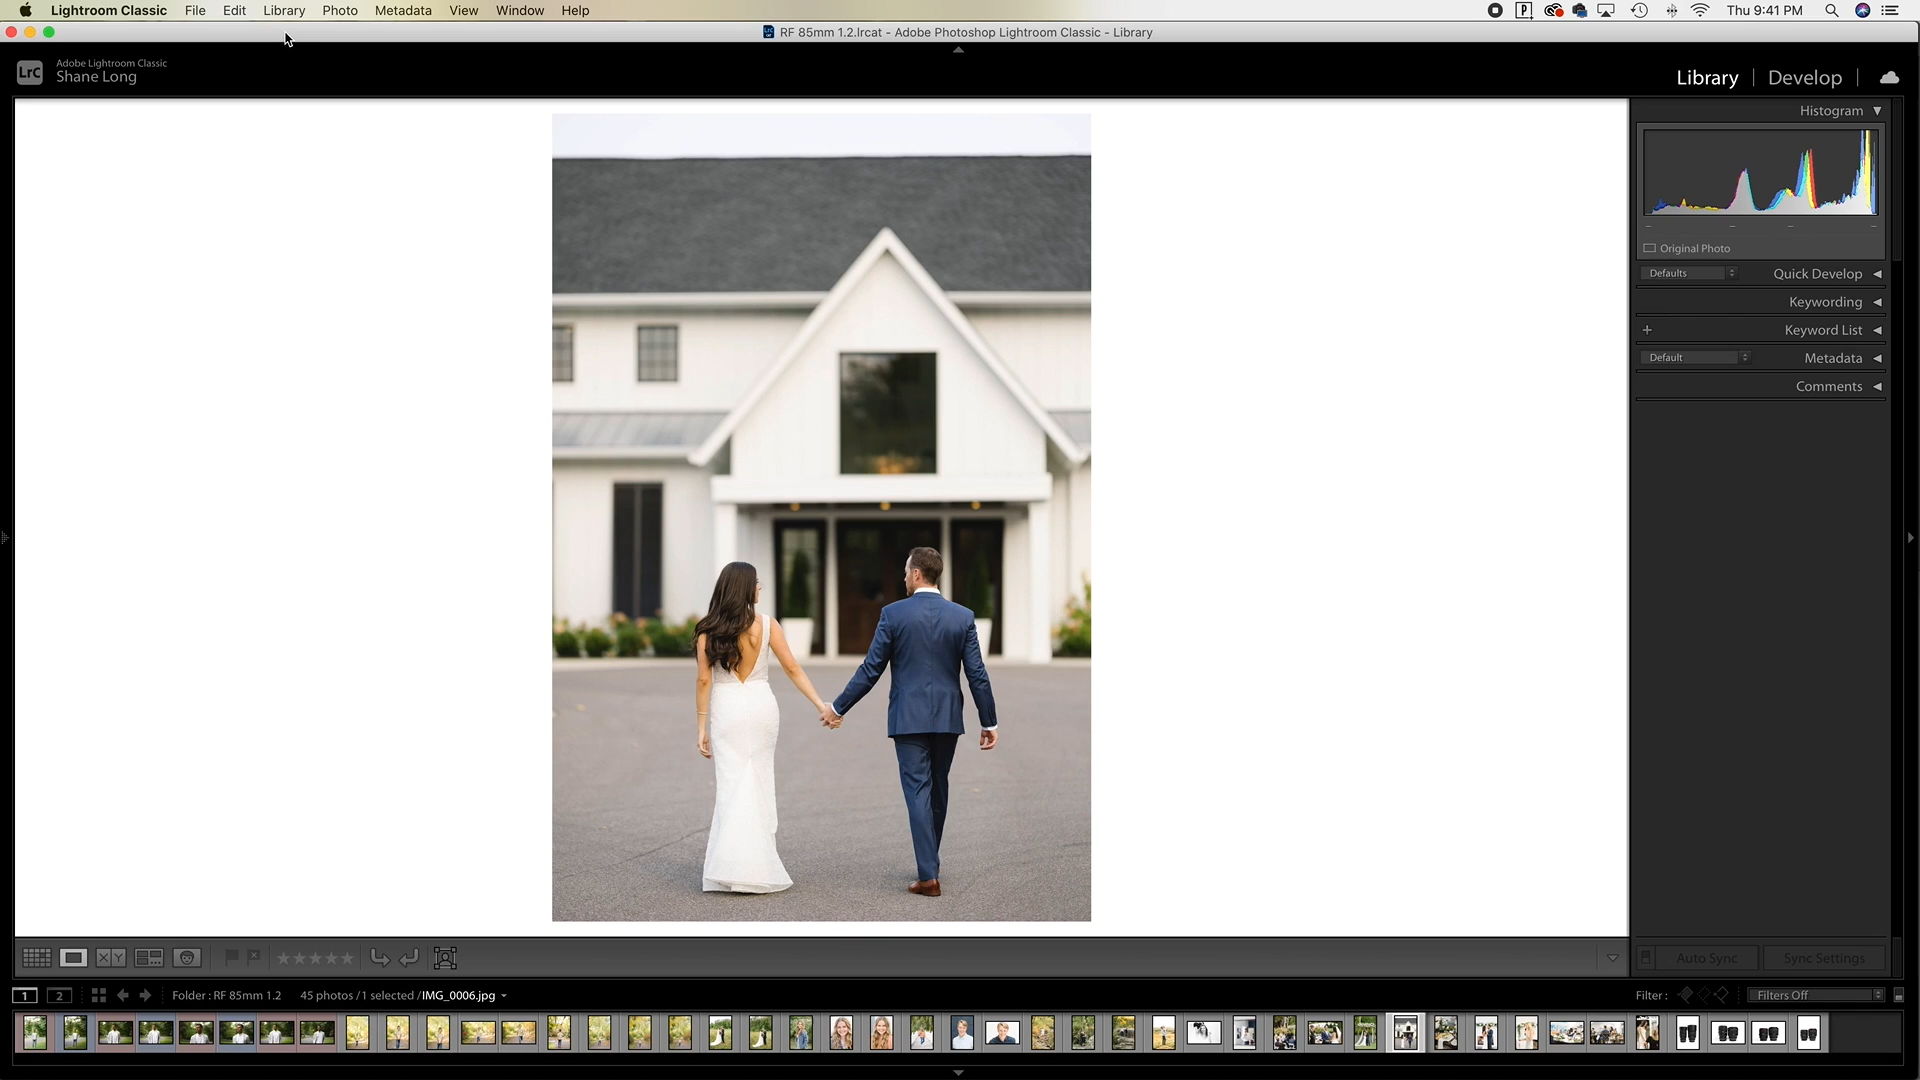 Lightroom Classic File Edit Library Photo Metadata View Window Help
Thu 9:41 PM
RF 85mm 1.2.lrcat - Adobe Photoshop Lightroom Classic - Library
LrC
Adobe Lightroom Classic
Shane Long
Library | Develop |
Histogram
Original Photo
Defaults Quick Develop
Keywording
+ Keyword List
Default Metadata
Comments
X Y
Auto Sync Sync Settings
1 2 Folder : RF 85mm 1.2 45 photos / 1 selected / IMG_0006.jpg
Filter : Filters Off